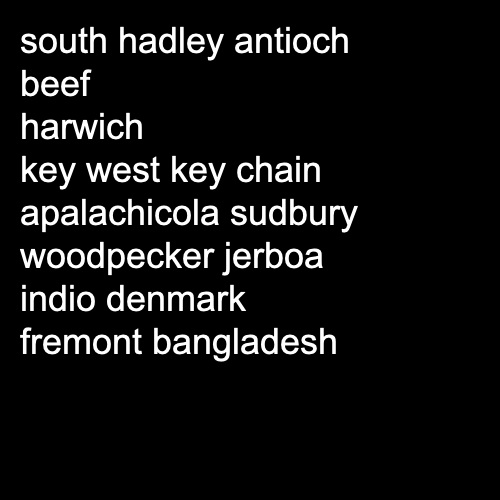 south hadley antioch
beef
harwich
key west key chain
apalachicola sudbury
woodpecker jerboa
indio denmark
fremont bangladesh